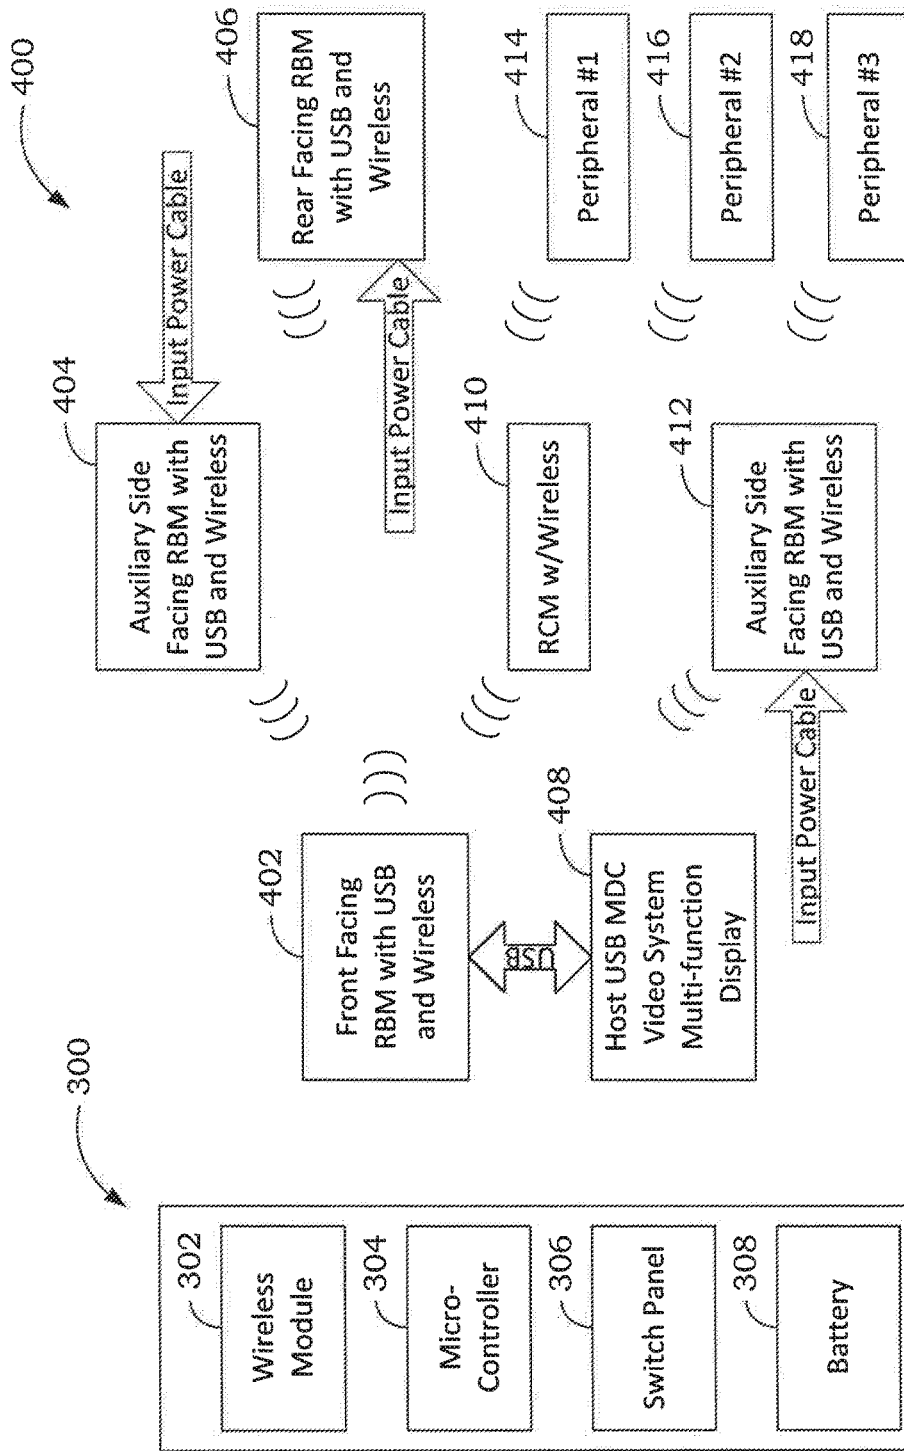 300
302
Wireless
Module
304
Micro-
Controller
306
Switch Panel
308
Battery
400
402
Front Facing
RBM with USB
and Wireless
USB
408
Host USB MDC
Video System
Multi-function
Display
404
Auxiliary Side
Facing RBM with
USB and Wireless
Input Power Cable
406
Rear Facing RBM
with USB and
Wireless
Input Power Cable
410
RCM w/Wireless
412
Auxiliary Side
Facing RBM with
USB and Wireless
Input Power Cable
414
Peripheral #1
416
Peripheral #2
418
Peripheral #3